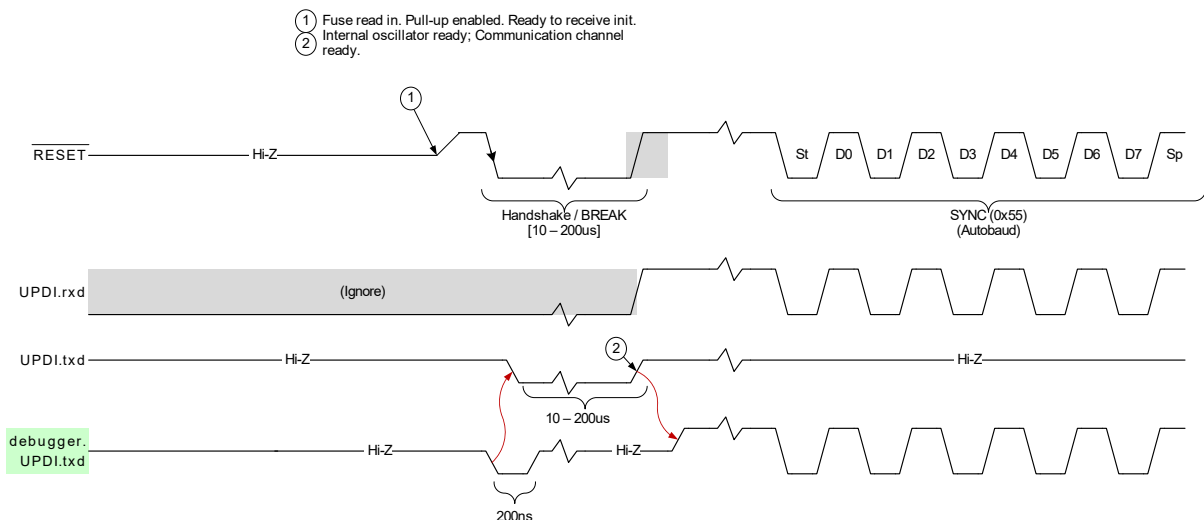 1 Fuse read in. Pull-up enabled. Ready to receive init.
2 Internal oscillator ready; Communication channel
ready.
1
RESET Hi-Z St D0 D1 D2 D3 D4 D5 D6 D7 Sp
Handshake / BREAK
[10 – 200us]
SYNC (0x55)
(Autobaud)
UPDI.rxd (Ignore)
UPDI.txd Hi-Z 2 Hi-Z
10 – 200us
debugger.
UPDI.txd Hi-Z Hi-Z
200ns